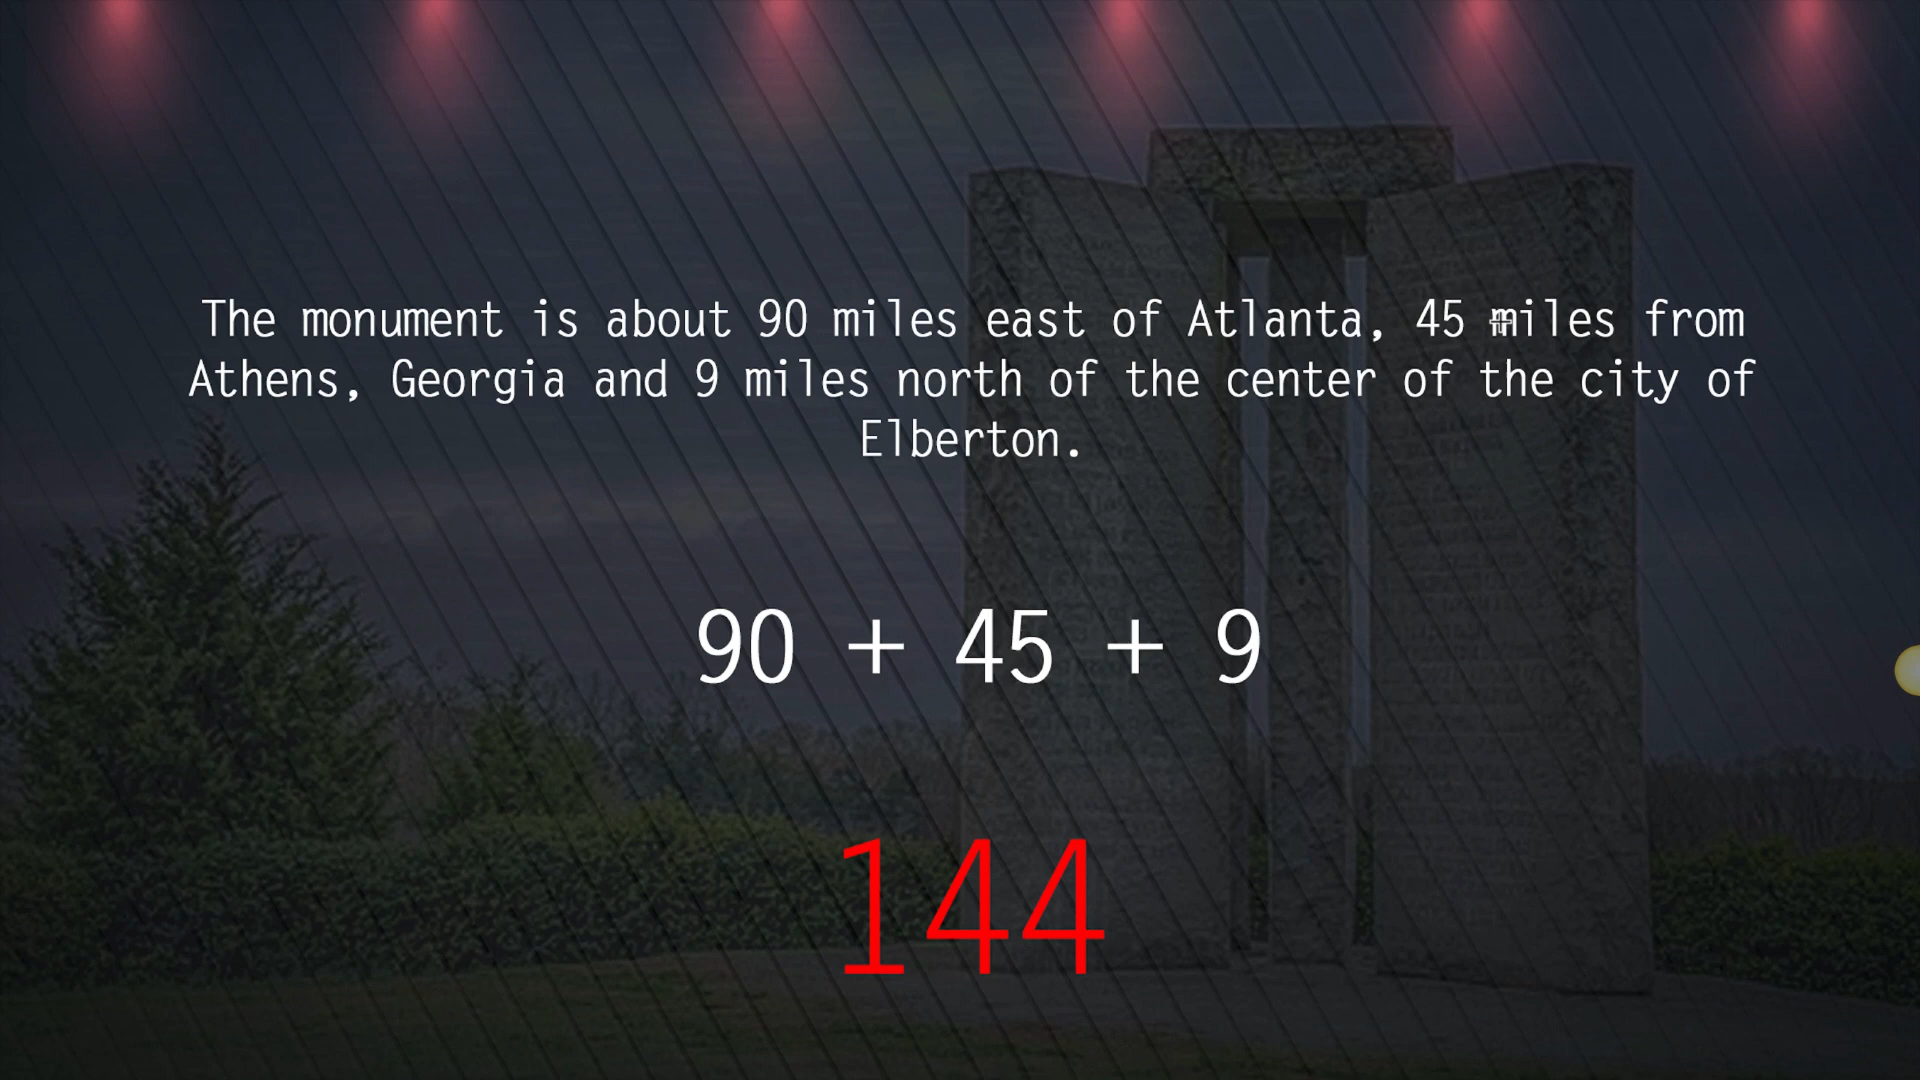 The monument is about 90 miles east of Atlanta, 45 miles from
Athens, Georgia and 9 miles north of the center of the city of
Elberton.
90 + 45 + 9
144